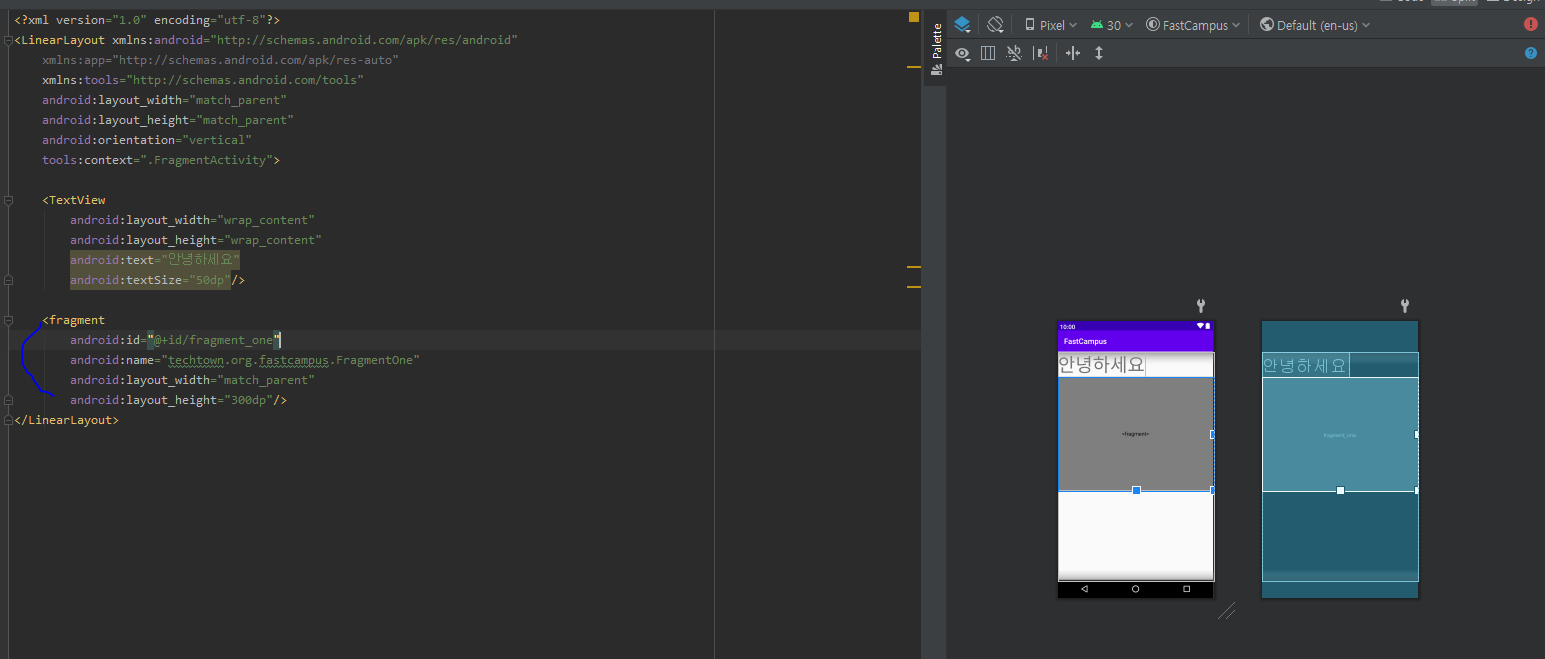 <?xml version="1.0" encoding="utf-8"?>
<LinearLayout xmlns:android="http://schemas.android.com/apk/res/android"
xmlns:app="http://schemas.android.com/apk/res-auto"
xmlns:tools="http://schemas.android.com/tools"
android:layout_width="match_parent"
android:layout_height="match_parent"
android:orientation="vertical"
tools:context=".FragmentActivity">
<TextView
android:layout_width="wrap_content"
android:layout_height="wrap_content"
android:text="안녕하세요"
android:textSize="50dp"/>
<fragment
android:id="@+id/fragment_one"
android:name="techtown.org.fastcampus.FragmentOne"
android:layout_width="match_parent"
android:layout_height="300dp"/>
</LinearLayout>
Palette
Pixel 30 FastCampus Default (en-us)
10:00
FastCampus
안녕하세요
<fragment>
안녕하세요
fragment_one